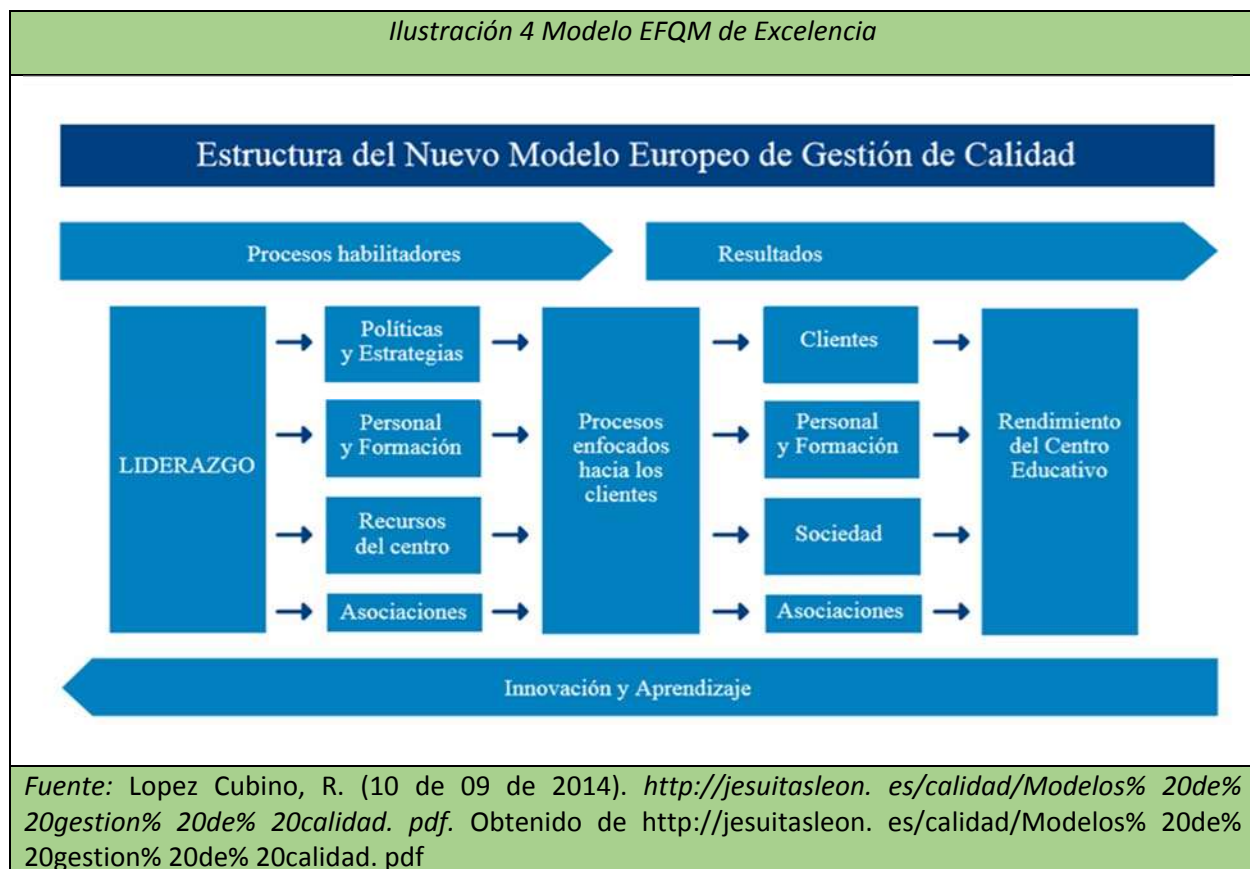 Ilustración 4 Modelo EFQM de Excelencia
Estructura del Nuevo Modelo Europeo de Gestión de Calidad
Procesos habilitadores
Resultados
LIDERAZGO
Políticas
y Estrategias
Personal
y Formación
Recursos
del centro
Asociaciones
Procesos
enfocados
hacia los
clientes
Clientes
Personal
y Formación
Sociedad
Asociaciones
Rendimiento
del Centro
Educativo
Innovación y Aprendizaje
Fuente: Lopez Cubino, R. (10 de 09 de 2014). http://jesuitasleon. es/calidad/Modelos% 20de%
20gestion% 20de% 20calidad. pdf. Obtenido de http://jesuitasleon. es/calidad/Modelos% 20de%
20gestion% 20de% 20calidad. pdf